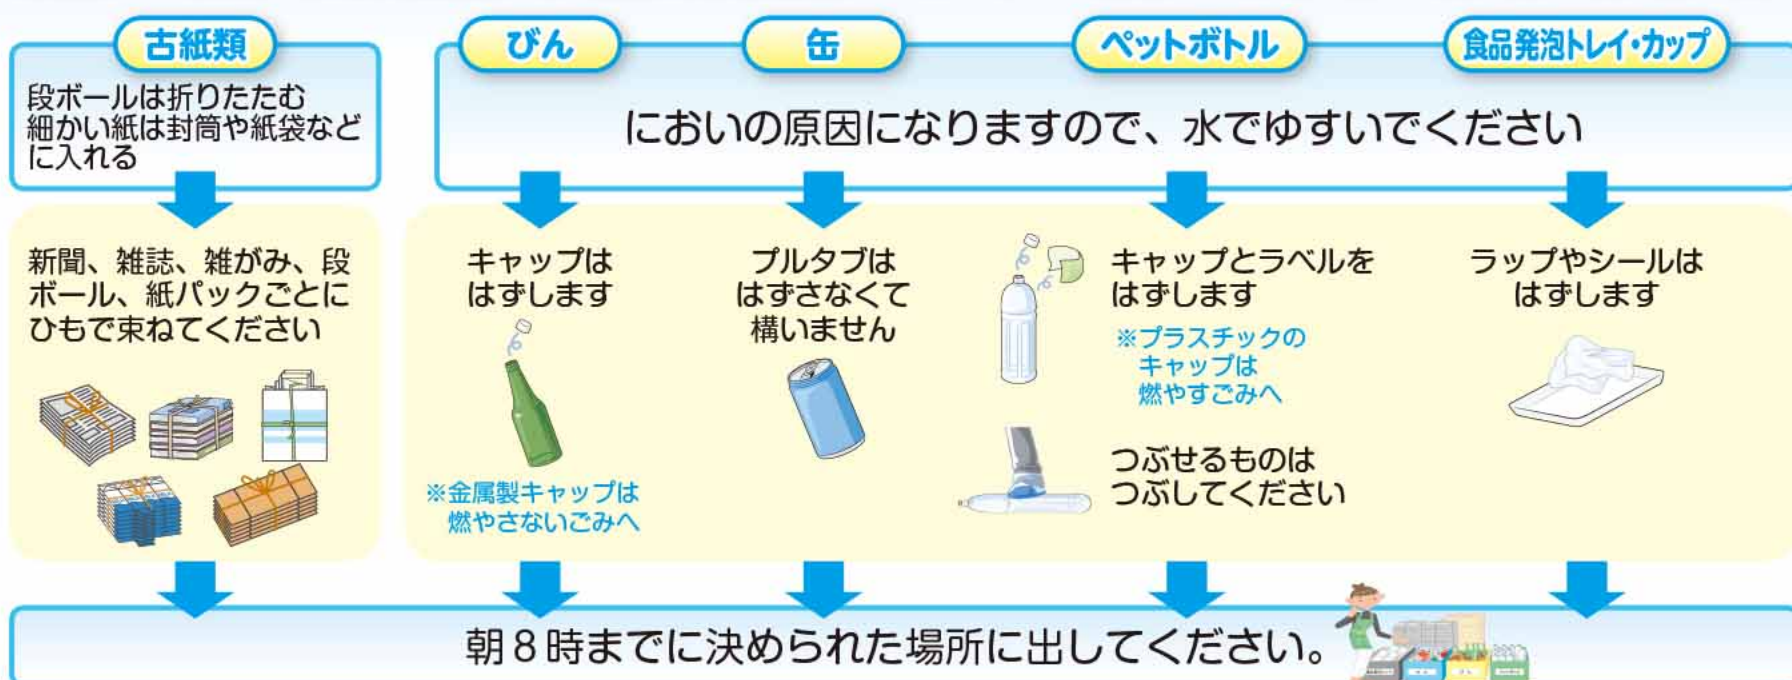 古紙類
段ボールは折りたたむ
細かい紙は封筒や紙袋など
に入れる
新聞、雑誌、雑がみ、段
ボール、紙パックごとに
ひもで束ねてください
びん
缶
ペットボトル
食品発泡トレイ・カップ
においの原因になりますので、水でゆすいでください
キャップは
はずします
※金属製キャップは
燃やさないごみへ
プルタブは
はずさなくて
構いません
キャップとラベルを
はずします
※プラスチックの
キャップは
燃やすごみへ
つぶせるものは
つぶしてください
ラップやシールは
はずします
朝8時までに決められた場所に出してください。